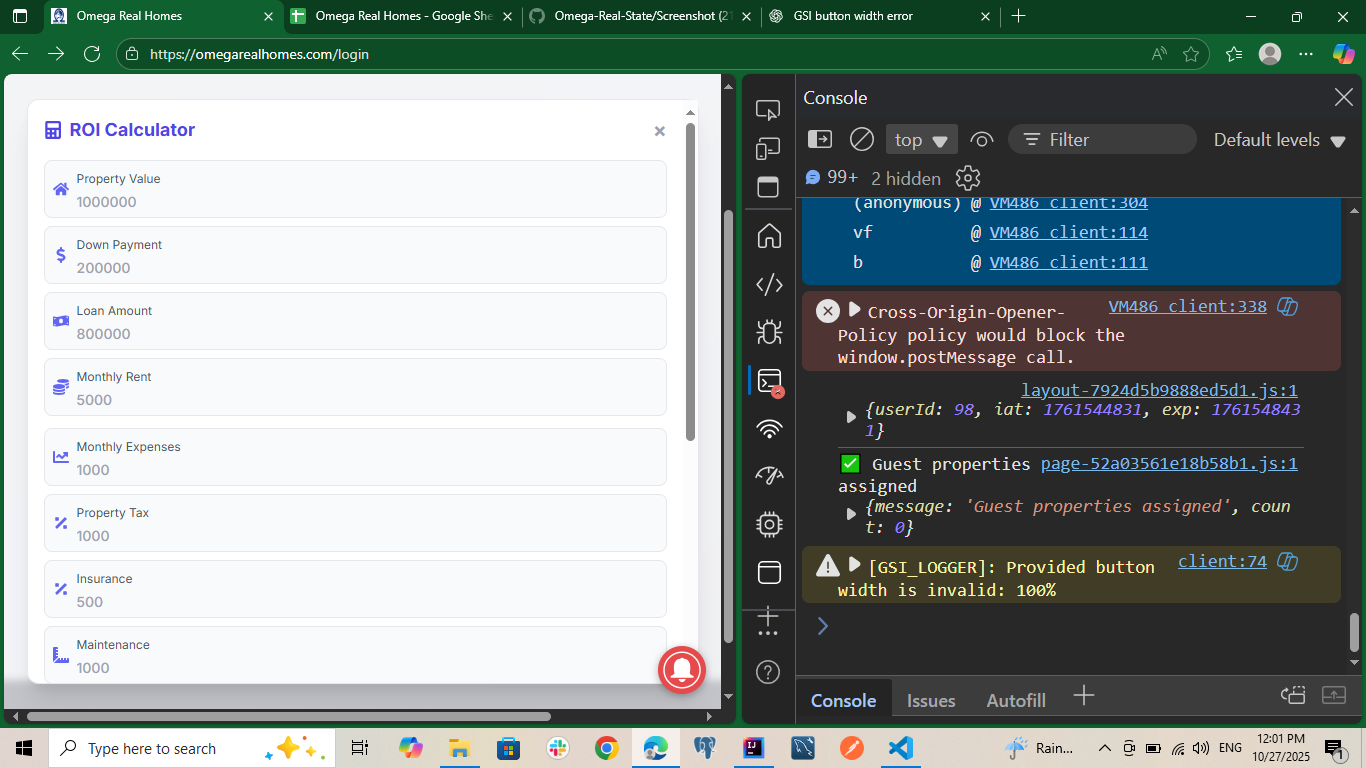 Omega Real Homes
Omega Real Homes - Google She
Omega-Real-State/Screenshot (21
GSI button width error
https://omegarealhomes.com/login
ROI Calculator
Property Value
1000000
Down Payment
200000
Loan Amount
800000
Monthly Rent
5000
Monthly Expenses
1000
Property Tax
1000
Insurance
500
Maintenance
1000
Console
top
Filter
Default levels
99+
2 hidden
(anonymous) @ VM486 client:304
vf @ VM486 client:114
b @ VM486 client:111
Cross-Origin-Opener- VM486 client:338
Policy policy would block the
window.postMessage call.
layout-7924d5b9888ed5d1.js:1
{userId: 98, iat: 1761544831, exp: 176154843
1}
✅ Guest properties page-52a03561e18b58b1.js:1
assigned
{message: 'Guest properties assigned', coun
t: 0}
[GSI_LOGGER]: Provided button client:74
width is invalid: 100%
Console
Issues
Autofill
Type here to search
Rain...
ENG
12:01 PM
10/27/2025
1